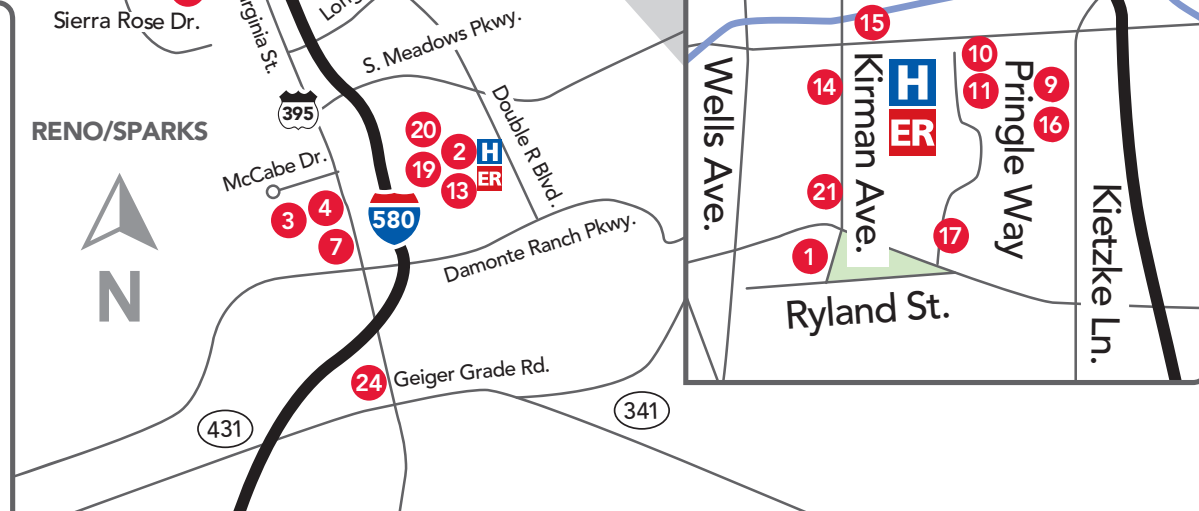 Sierra Rose Dr.
rginia St.
Long
S. Meadows Pkwy.
395
Double R Blvd.
RENO/SPARKS
20
2
H
19
13
ER
McCabe Dr.
3
4
7
580
N
Damonte Ranch Pkwy.
24
Geiger Grade Rd.
431
341
15
Wells Ave.
14
Kirman Ave.
H
ER
10
11
Pringle Way
9
16
21
17
1
Kietzke Ln.
Ryland St.